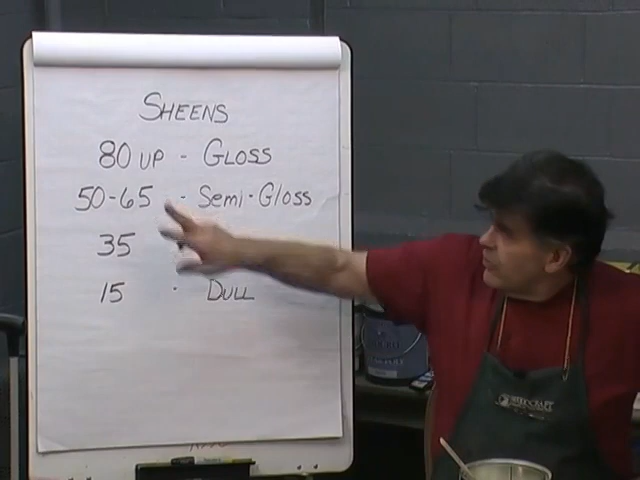 SHEENS
80 UP - GLOSS
50-65 - SEMI-GLOSS
35
15 - DULL